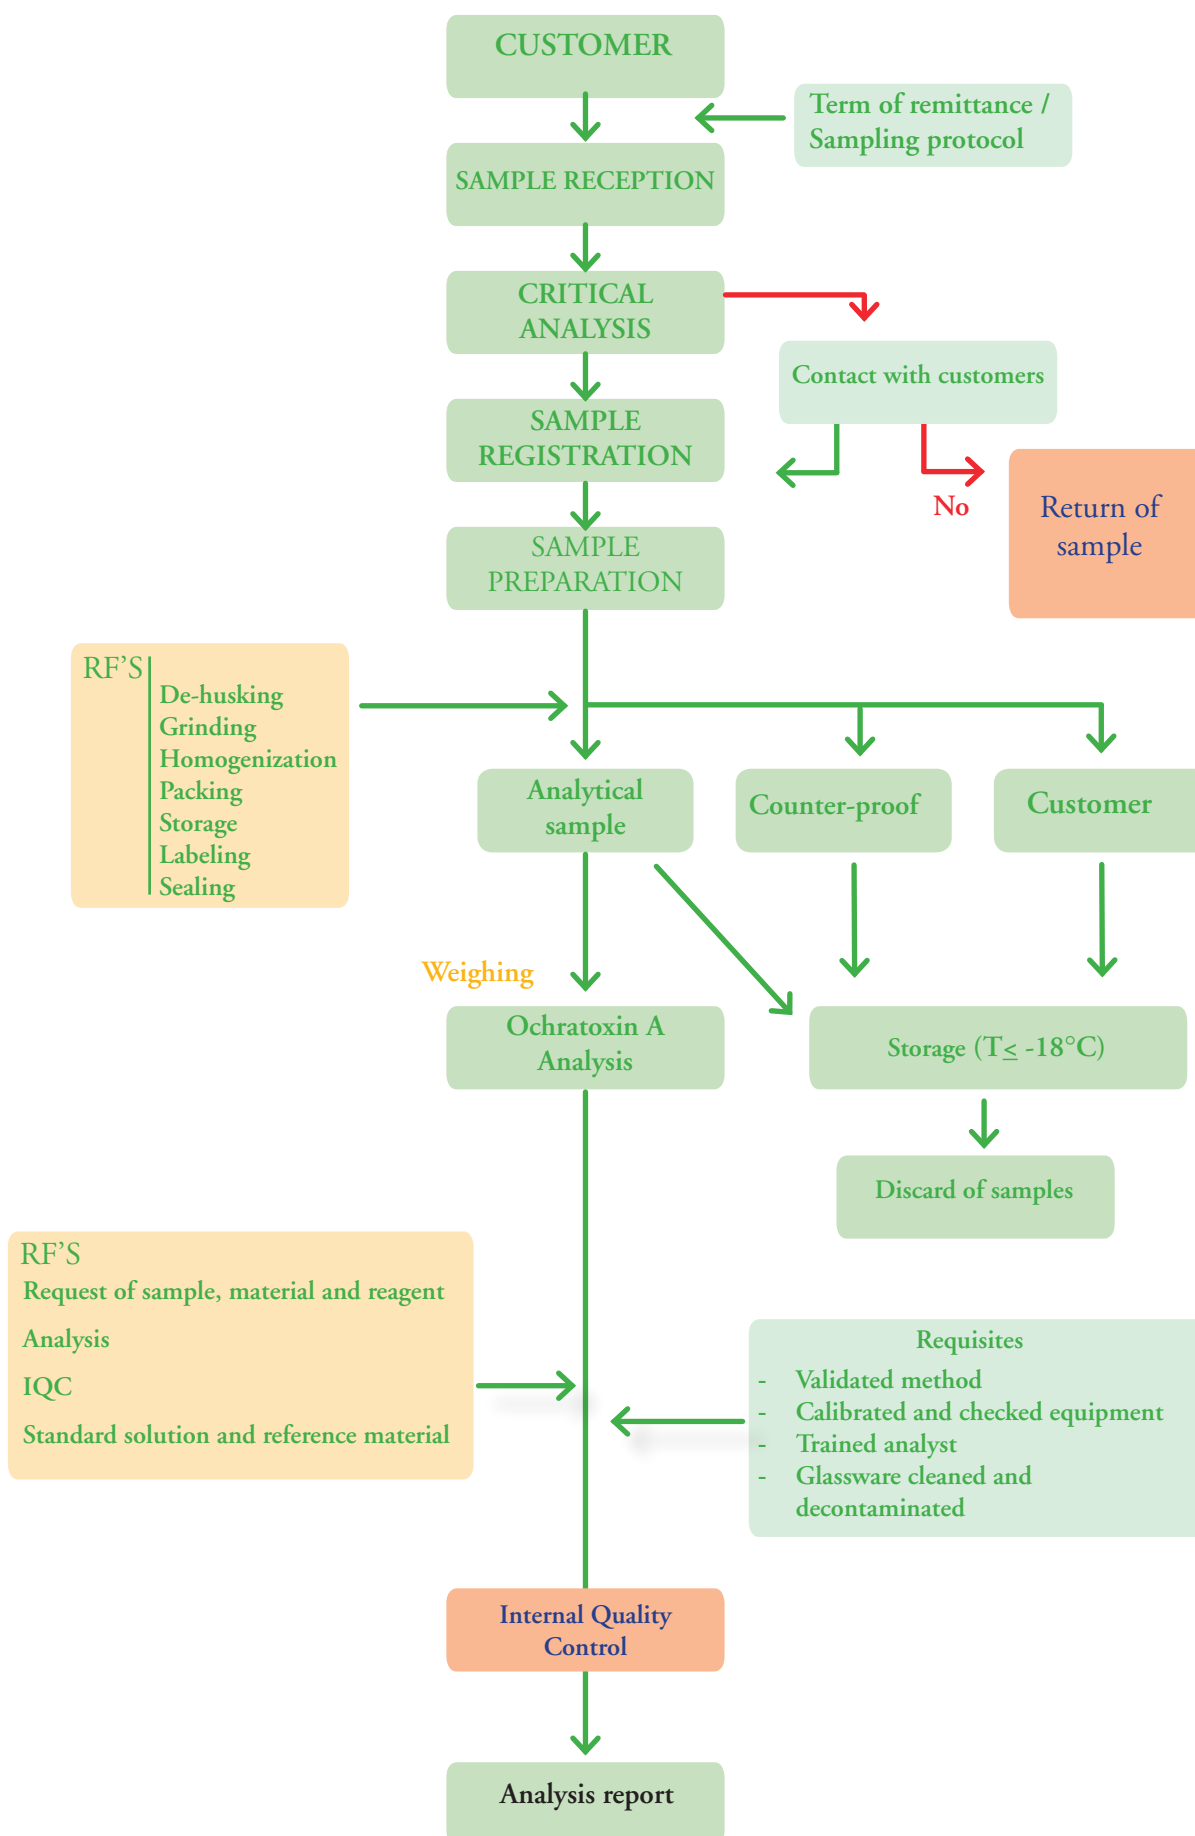 CUSTOMER
Term of remittance /
Sampling protocol
SAMPLE RECEPTION
CRITICAL
ANALYSIS
Contact with customers
SAMPLE
REGISTRATION
No
Return of
sample
SAMPLE
PREPARATION
RF’S
De-husking
Grinding
Homogenization
Packing
Storage
Labeling
Sealing
Analytical
sample
Counter-proof
Customer
Weighing
Ochratoxin A
Analysis
Storage (T≤ -18°C)
Discard of samples
RF’S
Request of sample, material and reagent
Analysis
IQC
Standard solution and reference material
Requisites
- Validated method
- Calibrated and checked equipment
- Trained analyst
- Glassware cleaned and
decontaminated
Internal Quality
Control
Analysis report